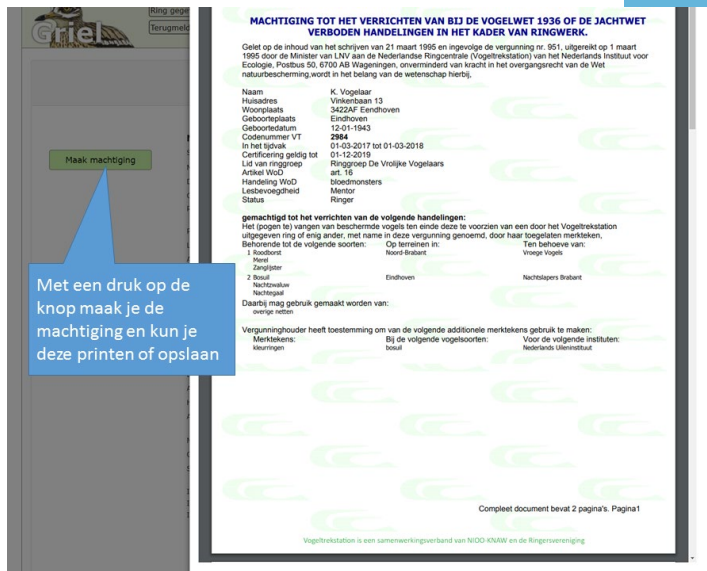 Griel
Ring gege
Terugmeld
Maak machtiging
Met een druk op de
knop maak je de
machtiging en kun je
deze printen of opslaan
MACHTIGING TOT HET VERRICHTEN VAN BIJ DE VOGELWET 1936 OF DE JACHTWET
VERBODEN HANDELINGEN IN HET KADER VAN RINGWERK.
Gelet op de inhoud van het schrijven van 21 maart 1995 en ingevolge de vergunning nr. 951, uitgereikt op 1 maart
1995 door de Minister van LNV aan de Nederlandse Ringcentrale (Vogeltrekstation) van het Nederlands Instituut voor
Ecologie, Postbus 50, 6700 AB Wageningen, onverminderd van kracht in het overgangsrecht van de Wet
natuurbescherming,wordt in het belang van de wetenschap hierbij,
Naam K. Vogelaar
Huisadres Vinkenbaan 13
Woonplaats 3422AF Eendhoven
Geboorteplaats Eindhoven
Geboortedatum 12-01-1943
Codenummer VT 2984
In het tijdvak 01-03-2017 tot 01-03-2018
Certificering geldig tot 01-12-2019
Lid van ringgroep Ringgroep De Vrolijke Vogelaars
Artikel WoD art. 16
Handeling WoD bloedmonsters
Lesbevoegdheid Mentor
Status Ringer
gemachtigd tot het verrichten van de volgende handelingen:
Het (pogen te) vangen van beschermde vogels ten einde deze te voorzien van een door het Vogeltrekstation
uitgegeven ring of enig ander, met name in deze vergunning genoemd, door haar toegelaten merkteken,
Behorende tot de volgende soorten: Op terreinen in: Ten behoeve van:
1 Roodborst Noord-Brabant Vroege Vogels
Merel
Zanglijster
2 Bosuil Eindhoven Nachtslapers Brabant
Nachtzwaluw
Nachtegaal
Daarbij mag gebruik gemaakt worden van:
overige netten
Vergunninghouder heeft toestemming om van de volgende additionele merktekens gebruik te maken:
Merktekens: Bij de volgende vogelsoorten: Voor de volgende instituten:
kleurringen bosuil Nederlands Uileninstituut
Compleet document bevat 2 pagina's. Pagina1
Vogeltrekstation is een samenwerkingsverband van NIOO-KNAW en de Ringersvereniging